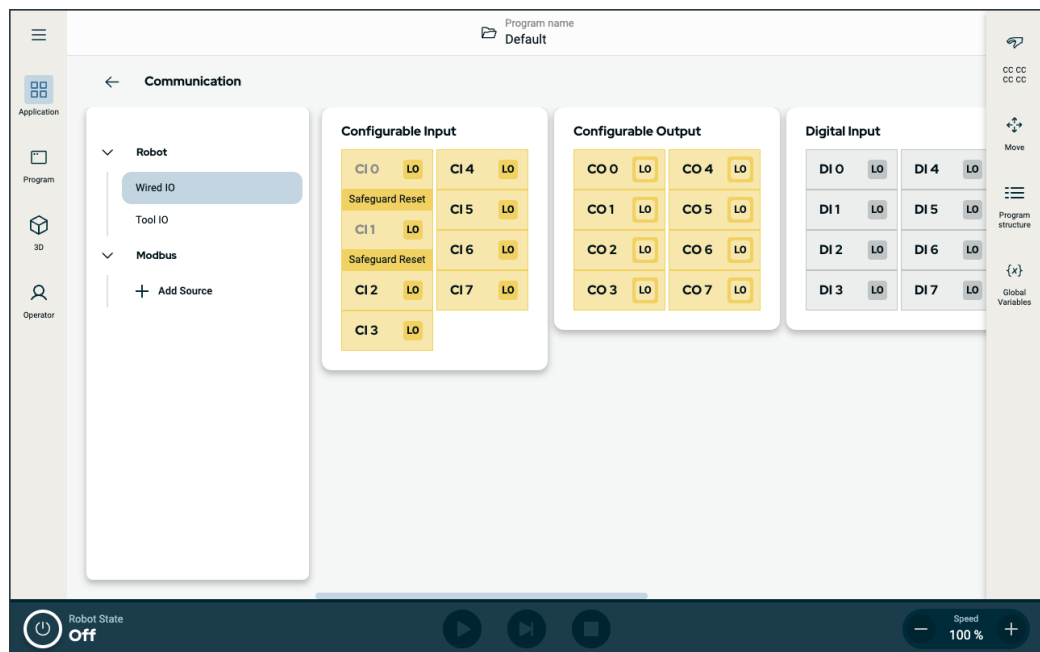 Program name
Default
Application
Program
3D
Operator
Communication
Robot
Wired IO
Tool IO
Modbus
Add Source
Configurable Input
CI 0 LO
Safeguard Reset
CI 1 LO
Safeguard Reset
CI 2 LO
CI 3 LO
CI 4 LO
CI 5 LO
CI 6 LO
CI 7 LO
Configurable Output
CO 0 LO
CO 1 LO
CO 2 LO
CO 3 LO
CO 4 LO
CO 5 LO
CO 6 LO
CO 7 LO
Digital Input
DI 0 LO
DI 1 LO
DI 2 LO
DI 3 LO
DI 4 LO
DI 5 LO
DI 6 LO
DI 7 LO
CC CC
CC CC
Move
Program
structure
{x}
Global
Variables
Robot State
Off
Speed
100 %